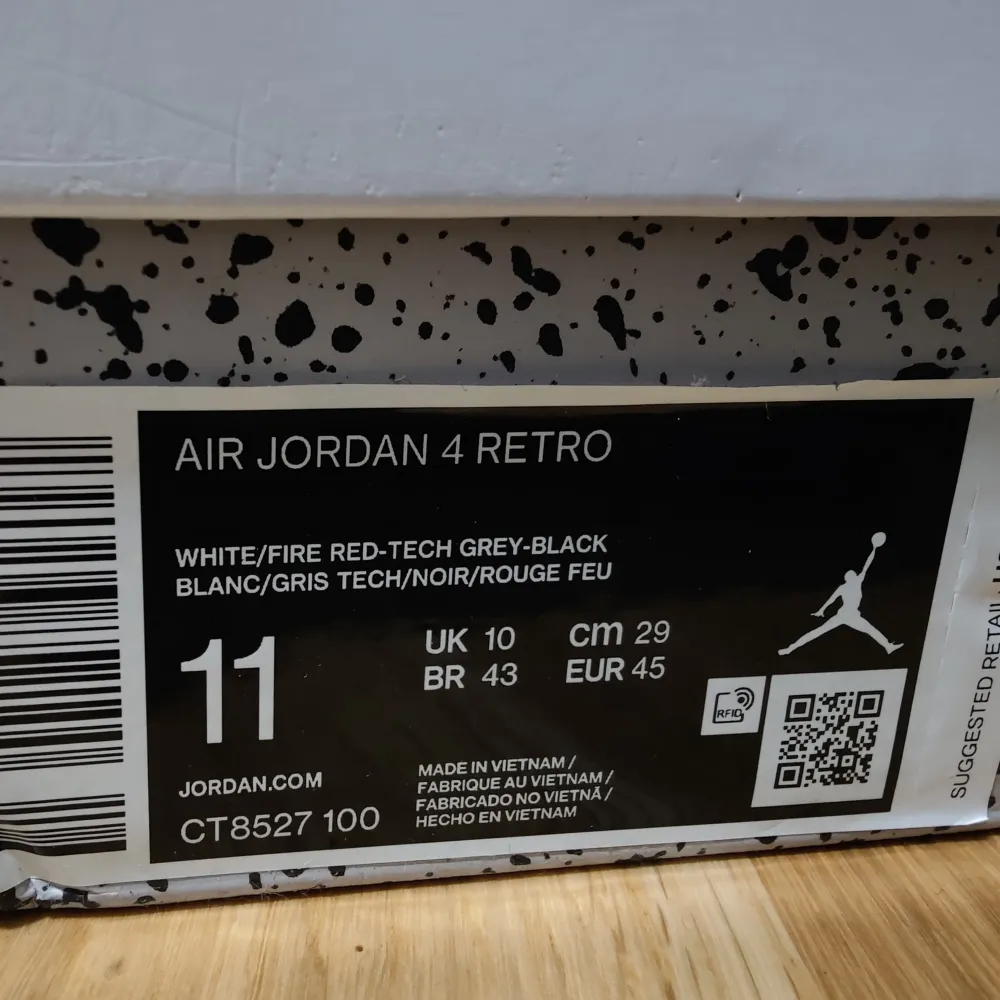 AIR JORDAN 4 RETRO
WHITE/FIRE RED-TECH GREY-BLACK
BLANC/GRIS TECH/NOIR/ROUGE FEU
11
UK 10
cm 29
BR 43
EUR 45
RFID
JORDAN.COM
CT8527 100
MADE IN VIETNAM /
FABRIQUE AU VIETNAM /
FABRICADO NO VIETNÃ /
HECHO EN VIETNAM
SUGGESTED RETAIL